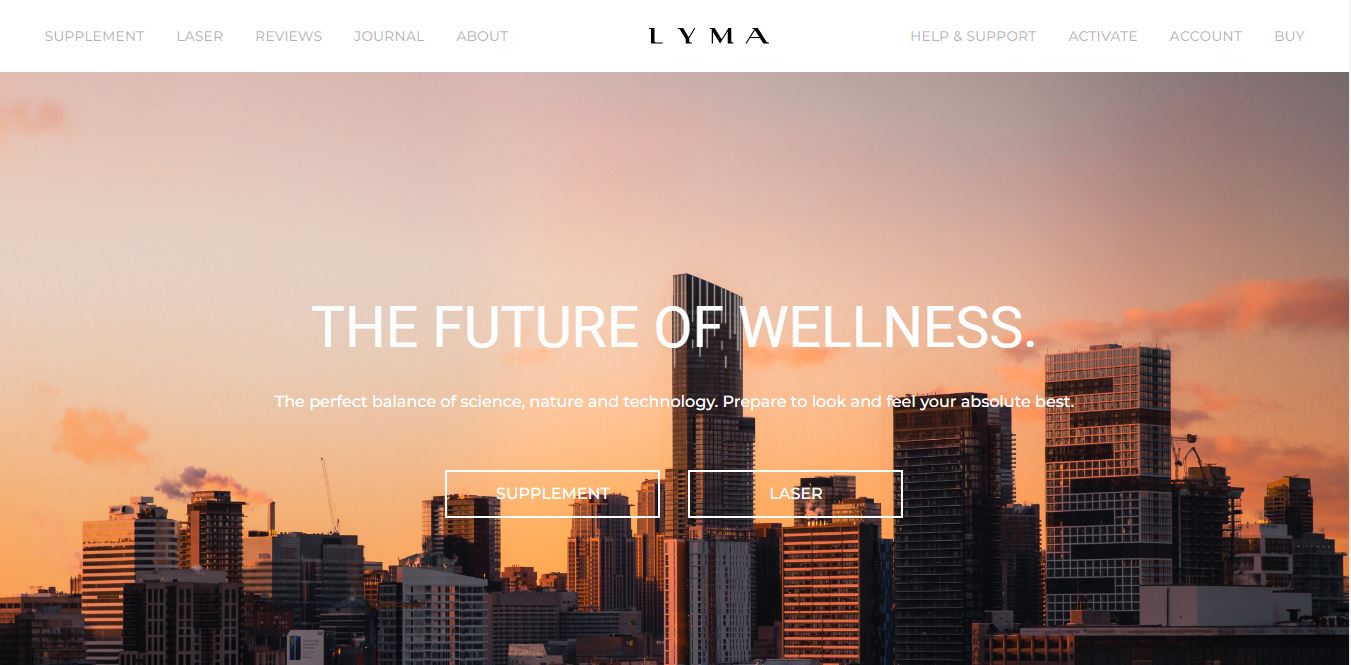 SUPPLEMENT LASER REVIEWS JOURNAL ABOUT LYMA HELP & SUPPORT ACTIVATE ACCOUNT BUY
THE FUTURE OF WELLNESS.
The perfect balance of science, nature and technology. Prepare to look and feel your absolute best.
SUPPLEMENT LASER